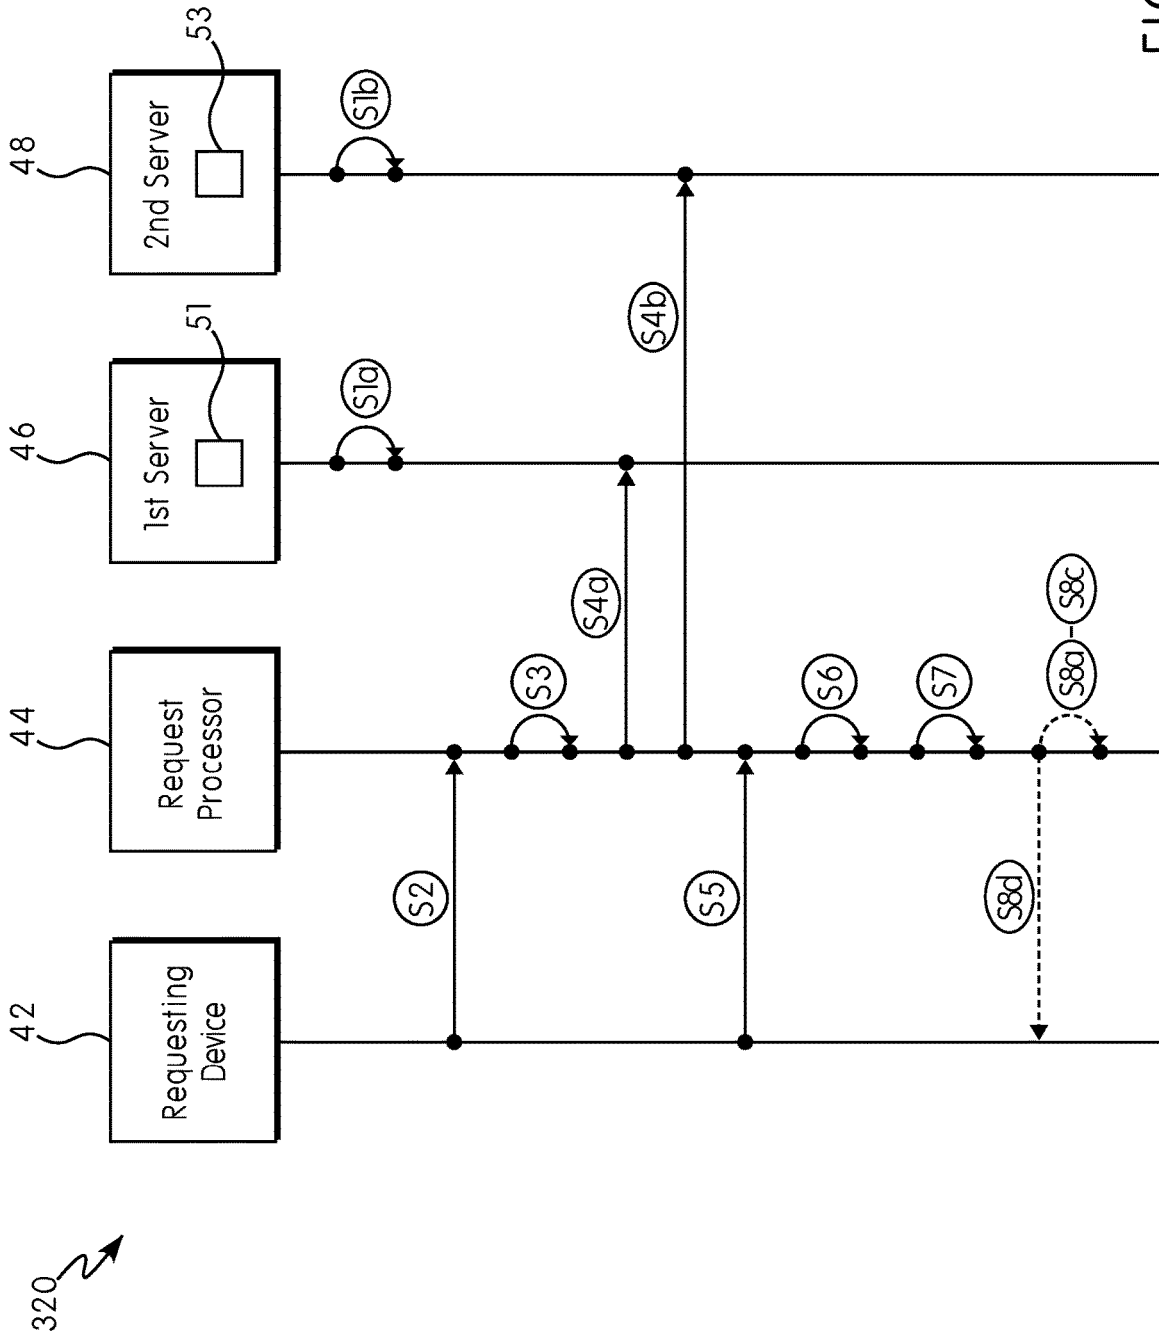 320
42
44
46
48
Requesting
Device
Request
Processor
1st Server
51
2nd Server
53
S1a
S1b
S2
S3
S4a
S4b
S5
S6
S7
S8d
S8a
S8c